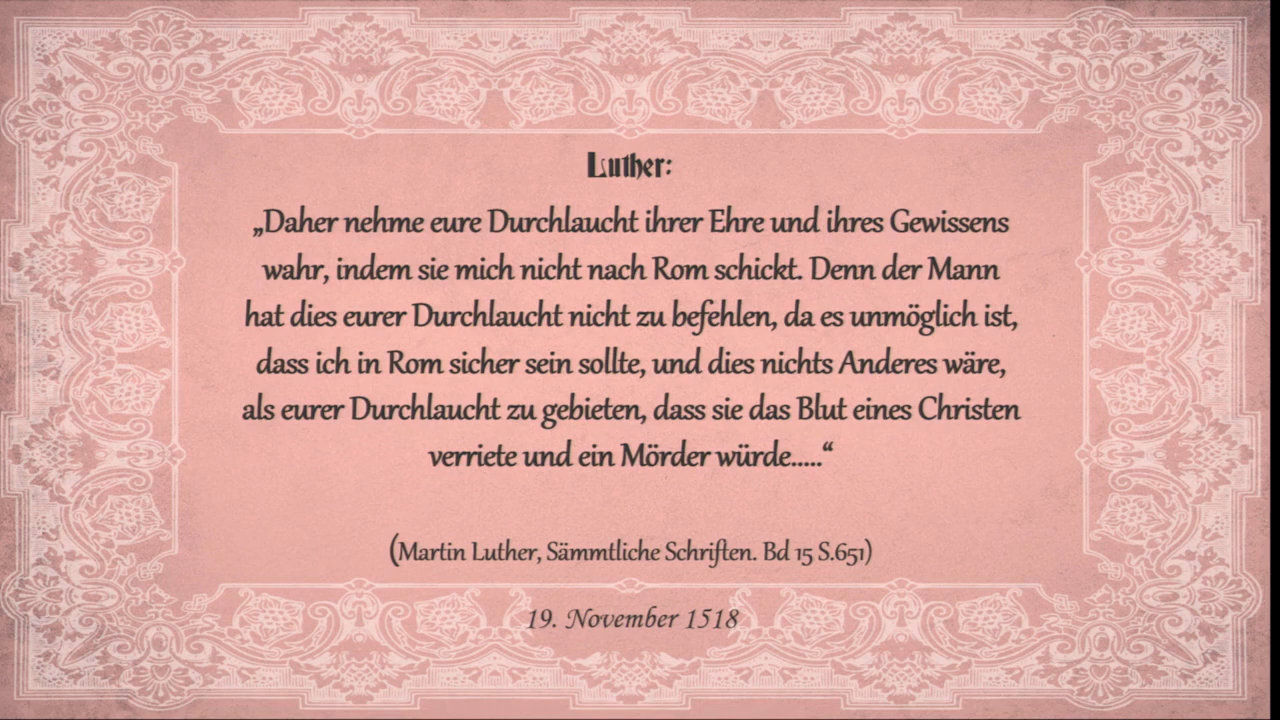 Luther:
„Daher nehme eure Durchlaucht ihrer Ehre und ihres Gewissens
wahr, indem sie mich nicht nach Rom schickt. Denn der Mann
hat dies eurer Durchlaucht nicht zu befehlen, da es unmöglich ist,
dass ich in Rom sicher sein sollte, und dies nichts Anderes wäre,
als eurer Durchlaucht zu gebieten, dass sie das Blut eines Christen
verriete und ein Mörder würde.....“
(Martin Luther, Sämmtliche Schriften. Bd 15 S.651)
19. November 1518